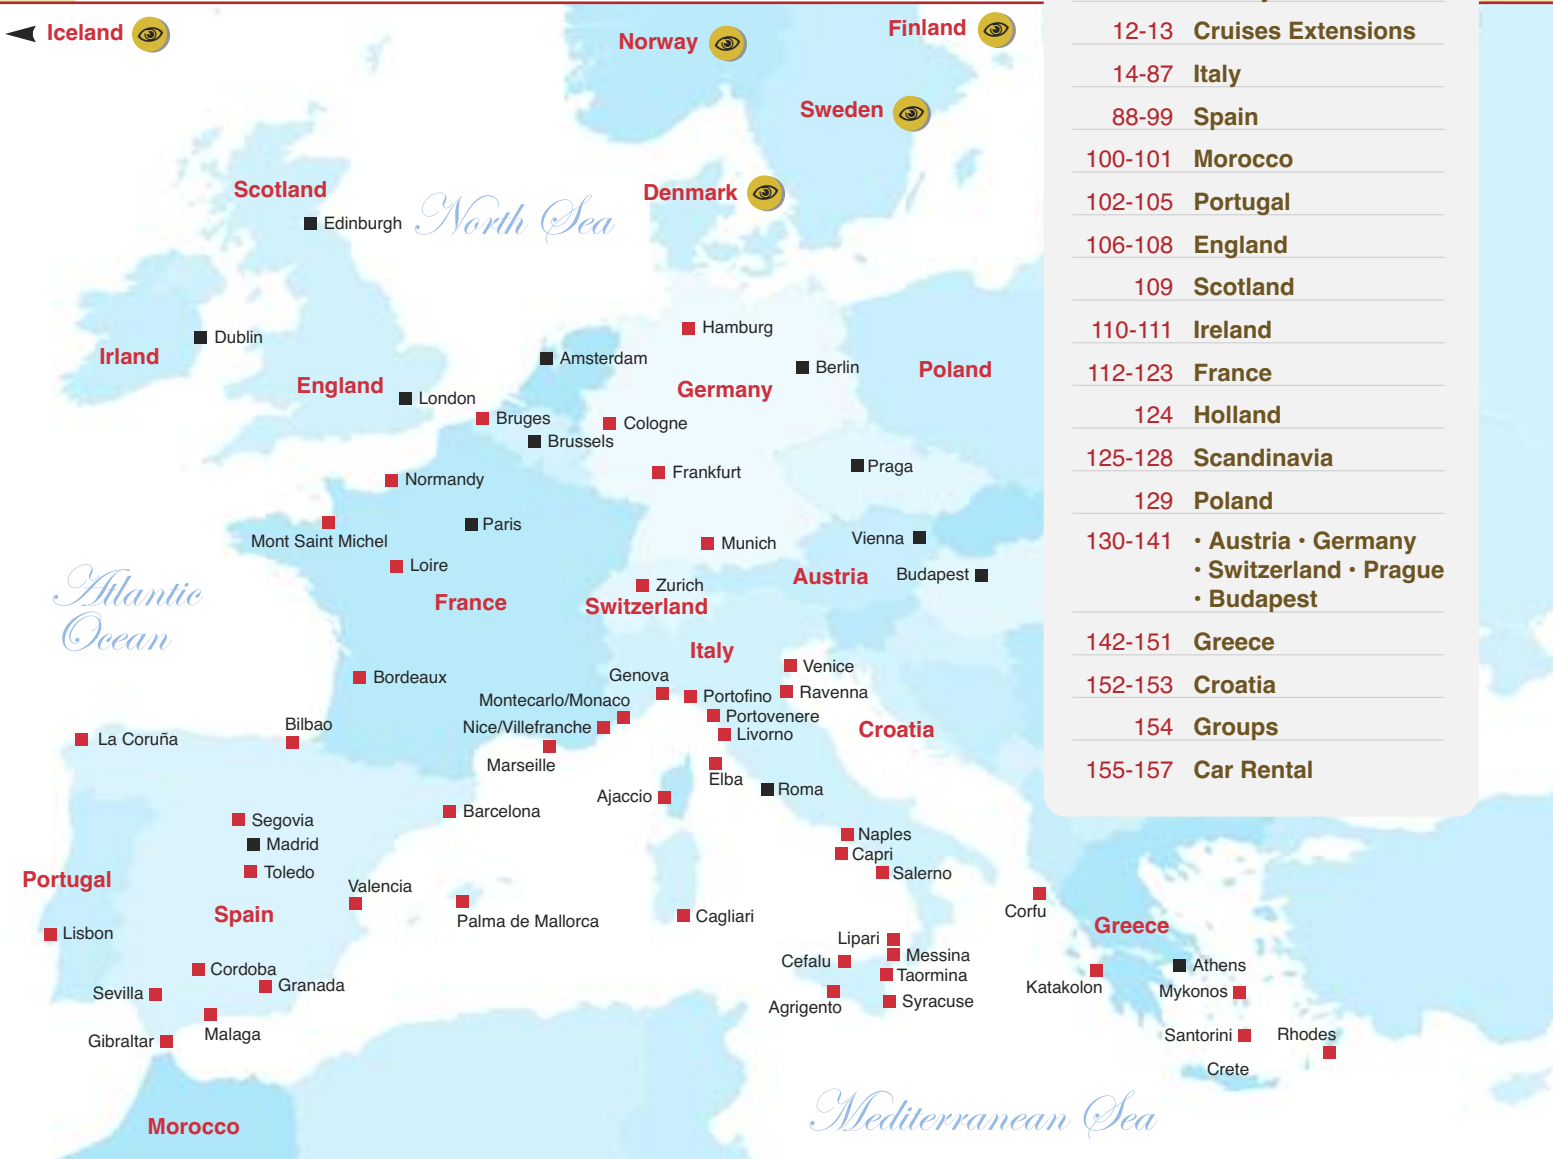 Iceland
Norway
Finland
Sweden
Denmark
Scotland
Edinburgh
North Sea
Dublin
Irland
England
London
Hamburg
Amsterdam
Berlin
Poland
Germany
Bruges
Cologne
Brussels
Praga
Frankfurt
Normandy
Paris
Mont Saint Michel
Munich
Vienna
Loire
Austria
Budapest
Zurich
Switzerland
France
Atlantic
Ocean
Italy
Venice
Genova
Bordeaux
Ravenna
Portofino
Montecarlo/Monaco
Portovenere
Nice/Villefranche
Livorno
Croatia
Bilbao
La Coruña
Marseille
Elba
Roma
Ajaccio
Barcelona
Segovia
Madrid
Toledo
Naples
Capri
Salerno
Portugal
Valencia
Spain
Palma de Mallorca
Cagliari
Corfu
Greece
Lisbon
Lipari
Messina
Cefalu
Taormina
Athens
Cordoba
Granada
Katakolon
Mykonos
Sevilla
Agrigento
Syracuse
Malaga
Gibraltar
Santorini
Rhodes
Crete
Mediterranean Sea
Morocco
12-13 Cruises Extensions
14-87 Italy
88-99 Spain
100-101 Morocco
102-105 Portugal
106-108 England
109 Scotland
110-111 Ireland
112-123 France
124 Holland
125-128 Scandinavia
129 Poland
130-141 • Austria • Germany
• Switzerland • Prague
• Budapest
142-151 Greece
152-153 Croatia
154 Groups
155-157 Car Rental